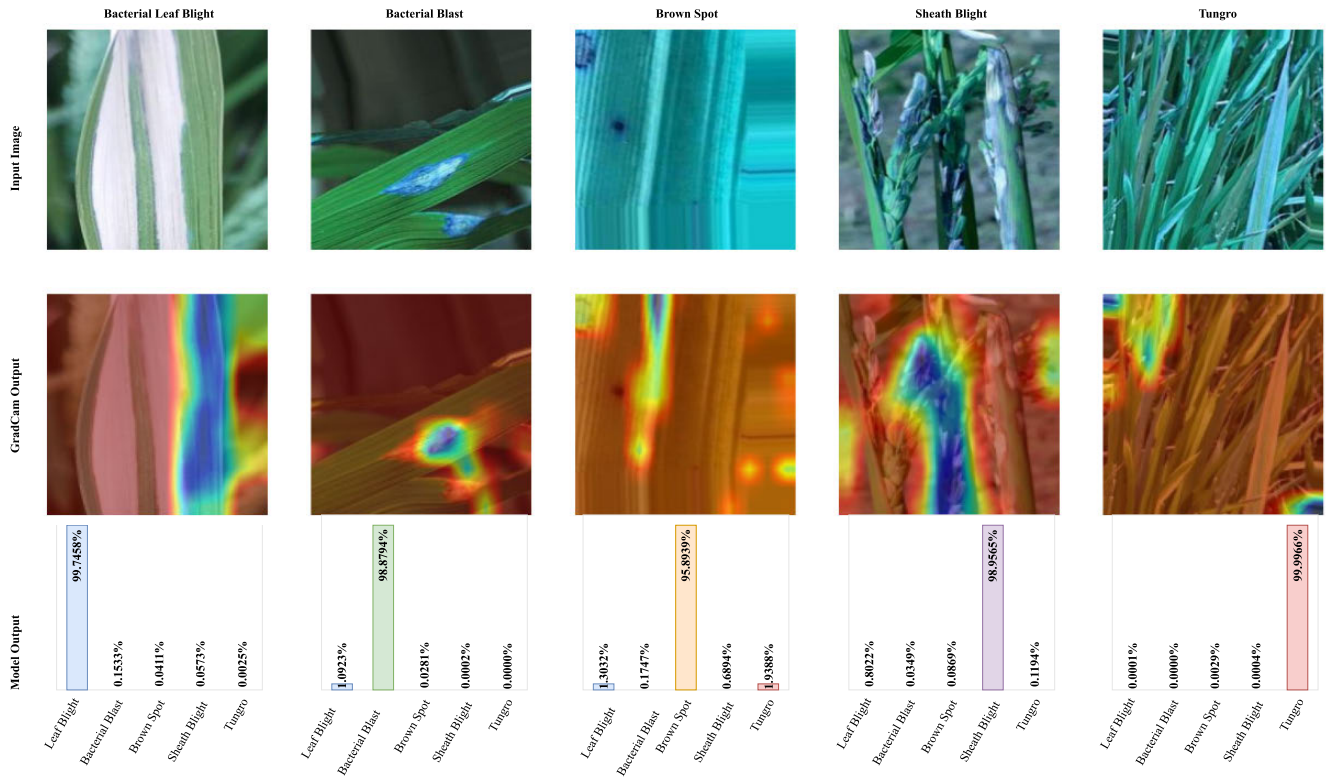 Bacterial Leaf Blight
Bacterial Blast
Brown Spot
Sheath Blight
Tungro
Input Image
GradCam Output
Model Output
99.7458%
0.1533%
0.0411%
0.0573%
0.0025%
Leaf Blight
Bacterial Blast
Brown Spot
Sheath Blight
Tungro
1.0923%
98.8794%
0.0281%
0.0002%
0.0000%
Leaf Blight
Bacterial Blast
Brown Spot
Sheath Blight
Tungro
1.3032%
0.1747%
95.8939%
0.6894%
1.9388%
Leaf Blight
Bacterial Blast
Brown Spot
Sheath Blight
Tungro
0.8022%
0.0349%
0.0869%
98.9565%
0.1194%
Leaf Blight
Bacterial Blast
Brown Spot
Sheath Blight
Tungro
0.0001%
0.0000%
0.0029%
0.0004%
99.9966%
Leaf Blight
Bacterial Blast
Brown Spot
Sheath Blight
Tungro